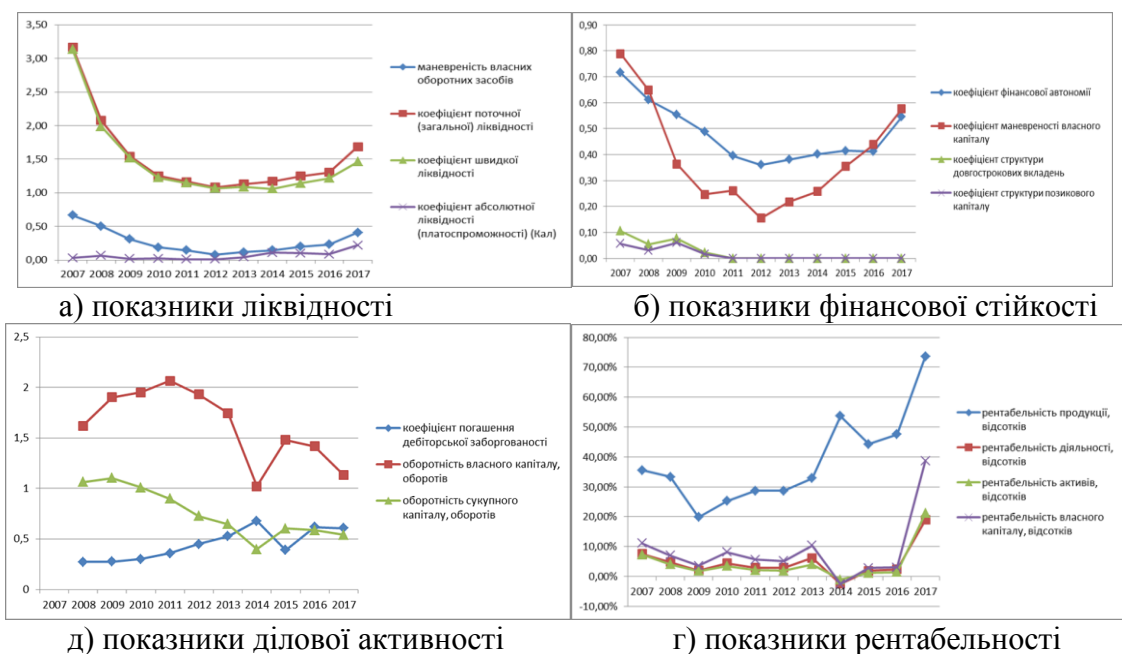 3,50
3,00
2,50
2,00
1,50
1,00
0,50
0,00
2007 2008 2009 2010 2011 2012 2013 2014 2015 2016 2017
маневреність власних
оборотних засобів
коефіцієнт поточної
(загальної) ліквідності
коефіцієнт швидкої
ліквідності
коефіцієнт абсолютної
ліквідності
(платоспроможності) (Кал)
а) показники ліквідності
0,90
0,80
0,70
0,60
0,50
0,40
0,30
0,20
0,10
0,00
2007 2008 2009 2010 2011 2012 2013 2014 2015 2016 2017
коефіцієнт фінансової автономії
коефіцієнт маневреності власного
капіталу
коефіцієнт структури
довгострокових вкладень
коефіцієнт структури позикового
капіталу
б) показники фінансової стійкості
2,5
2
1,5
1
0,5
0
2007 2008 2009 2010 2011 2012 2013 2014 2015 2016 2017
коефіцієнт погашення
дебіторської заборгованості
оборотність власного капіталу,
оборотів
оборотність сукупного
капіталу, оборотів
д) показники ділової активності
80,00%
70,00%
60,00%
50,00%
40,00%
30,00%
20,00%
10,00%
0,00%
-10,00%
2007 2008 2009 2010 2011 2012 2013 2014 2015 2016 2017
рентабельність продукції,
відсотків
рентабельність діяльності,
відсотків
рентабельність активів,
відсотків
рентабельність власного
капіталу, відсотків
г) показники рентабельності